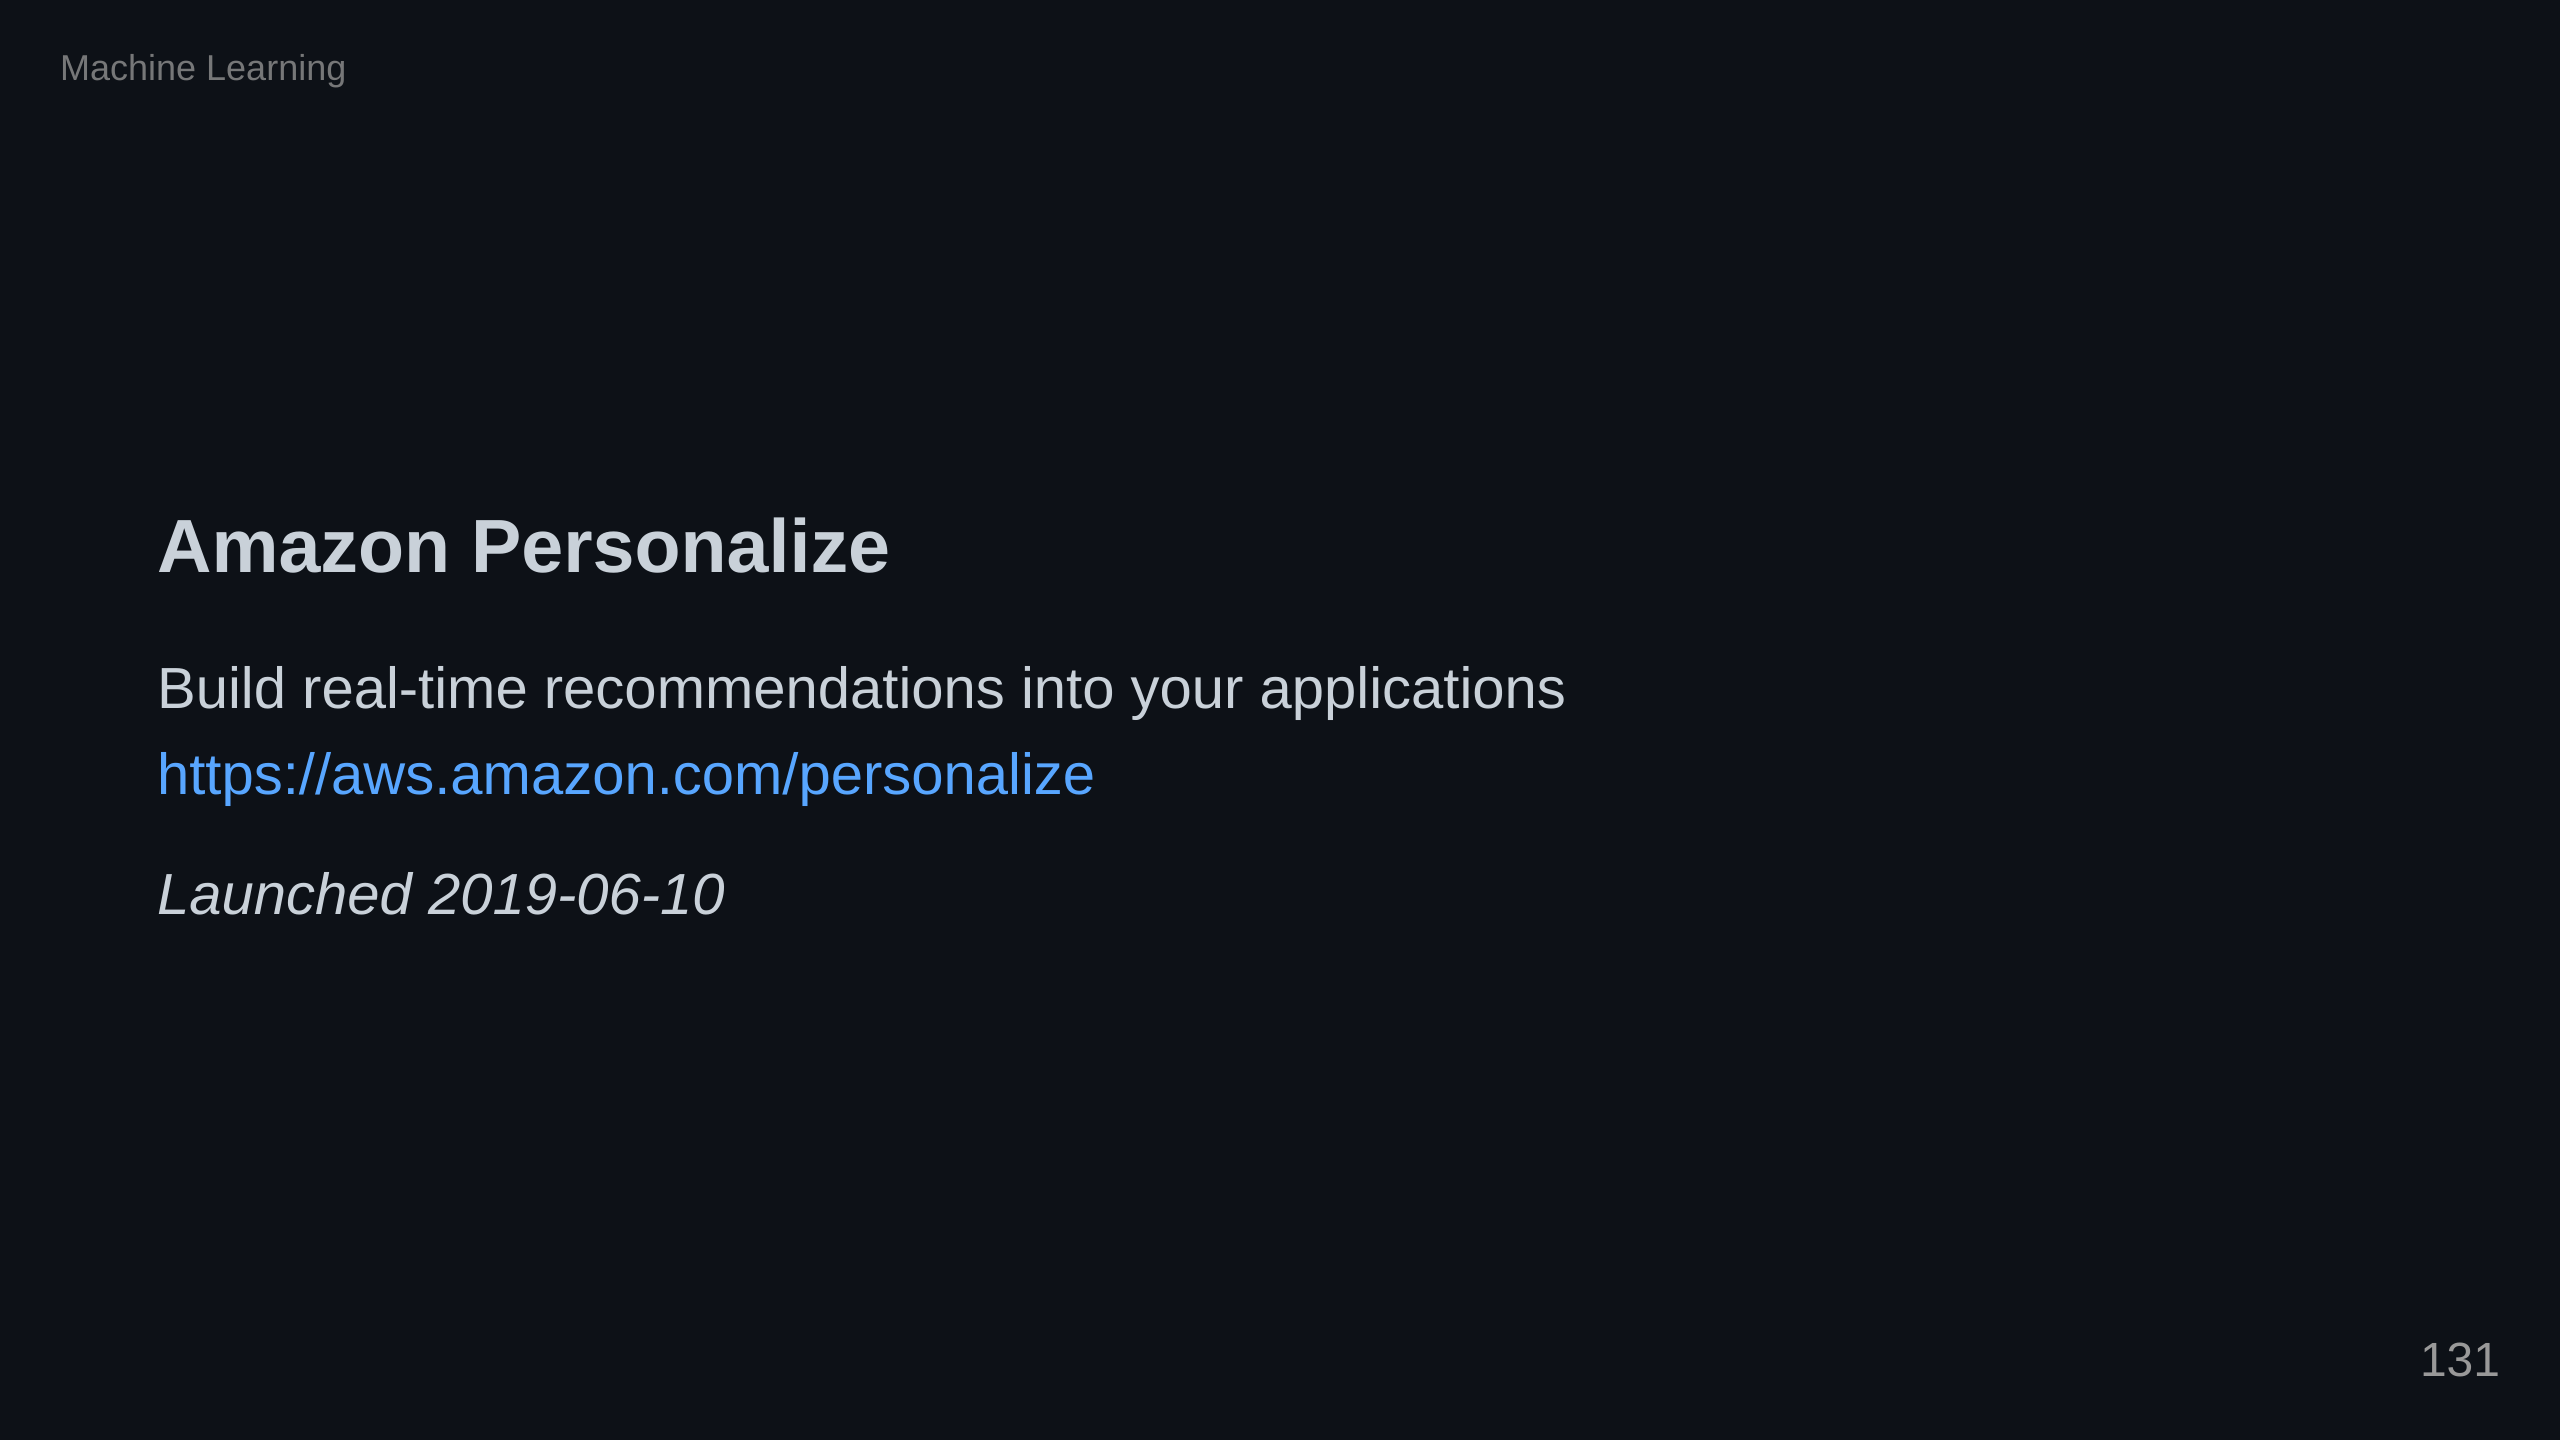 Machine Learning
Amazon Personalize
Build real-time recommendations into your applications
https://aws.amazon.com/personalize
Launched 2019-06-10
131